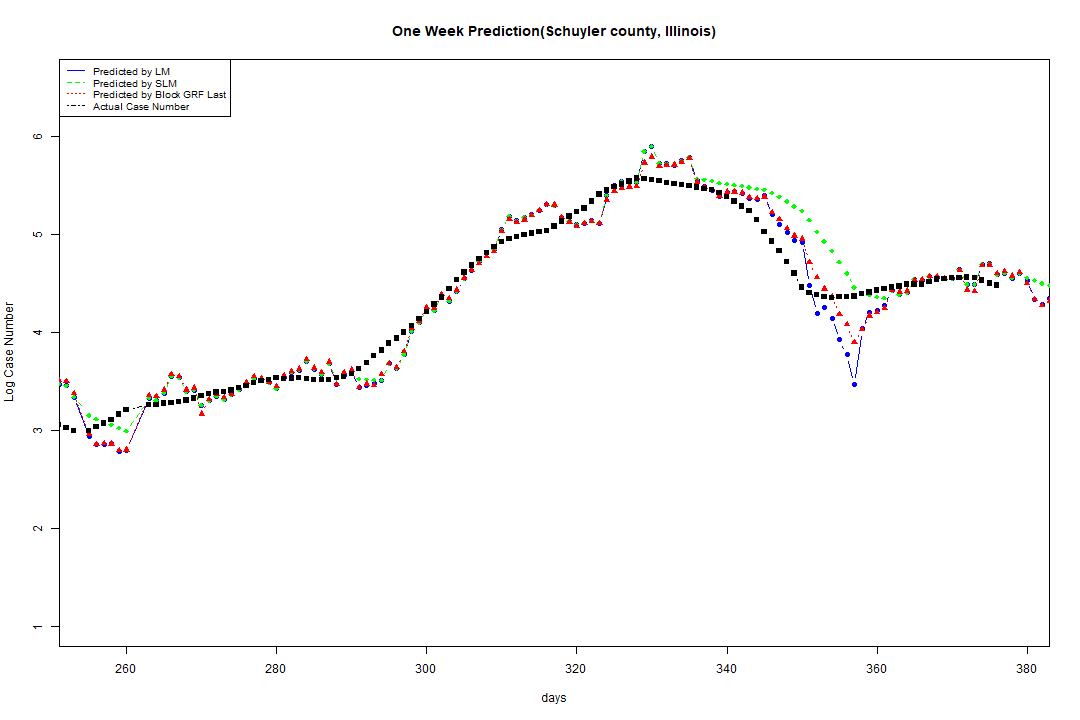 One Week Prediction(Schuyler county, Illinois)
Predicted by LM
Predicted by SLM
Predicted by Block GRF Last
Actual Case Number
6
5
4
3
2
1
Log Case Number
260 280 300 320 340 360 380
days